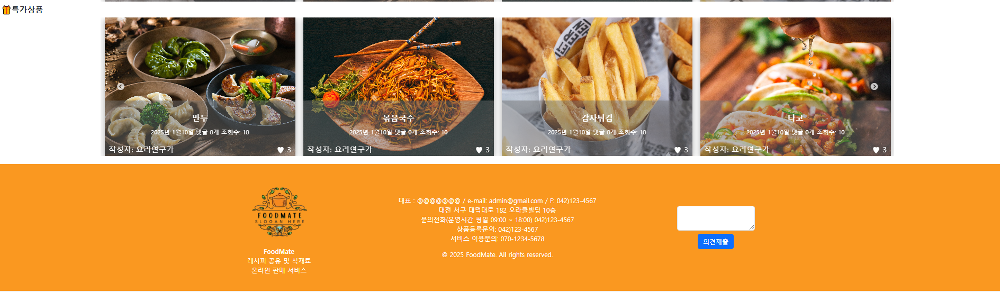 특가상품
만두
2025년 1월10일 댓글 0개 조회수: 10
작성자: 요리연구가
3
볶음국수
2025년 1월10일 댓글 0개 조회수: 10
작성자: 요리연구가
3
감자튀김
2025년 1월10일 댓글 0개 조회수: 10
작성자: 요리연구가
3
타코
2025년 1월10일 댓글 0개 조회수: 10
작성자: 요리연구가
3
FOODMATE
SLOGAN HERE
FoodMate
레시피 공유 및 식재료
온라인 판매 서비스
대표 : @@@@@@@ / e-mail: admin@gmail.com / F: 042)123-4567
대전 서구 대덕대로 182 오라클빌딩 10층
문의전화(운영시간 평일 09:00 ~ 18:00) 042)123-4567
상품등록문의: 042)123-4567
서비스 이용문의: 070-1234-5678
© 2025 FoodMate. All rights reserved.
의견제출